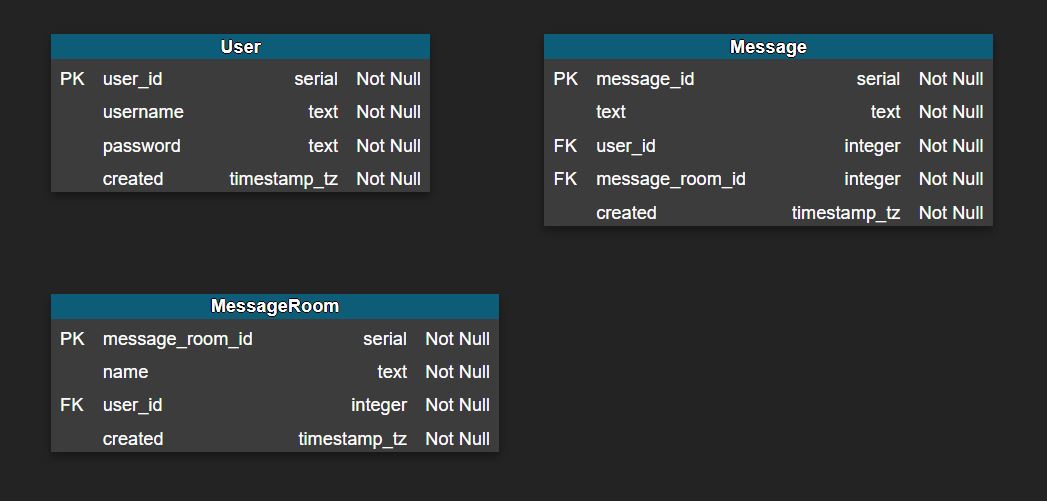 User
PK user_id serial Not Null
username text Not Null
password text Not Null
created timestamp_tz Not Null
Message
PK message_id serial Not Null
text text Not Null
FK user_id integer Not Null
FK message_room_id integer Not Null
created timestamp_tz Not Null
MessageRoom
PK message_room_id serial Not Null
name text Not Null
FK user_id integer Not Null
created timestamp_tz Not Null